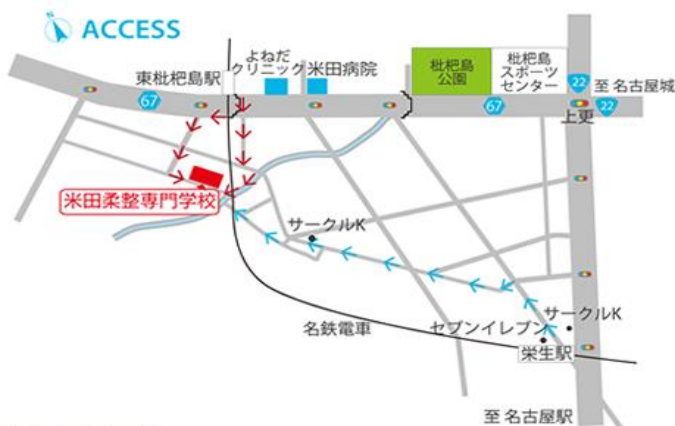 ACCESS
よねだ
クリニック
米田病院
東枇杷島駅
枇杷島
公園
枇杷島
スポーツ
センター
22
至 名古屋城
67
67
22
上更
米田柔整専門学校
サークルK
名鉄電車
セブンイレブン
サークルK
栄生駅
至 名古屋駅